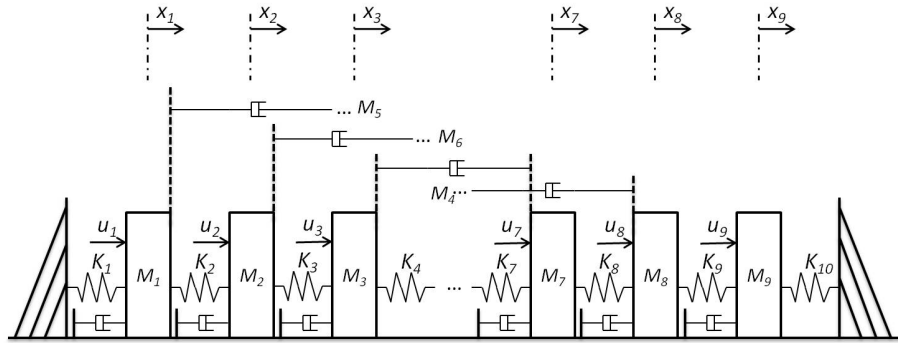 x1 x2 x3 x7 x8 x9
... M5
... M6
M4 ...
u1 u2 u3 u7 u8 u9
K1 K2 K3 K4 K7 K8 K9 K10
M1 M2 M3 ... M7 M8 M9